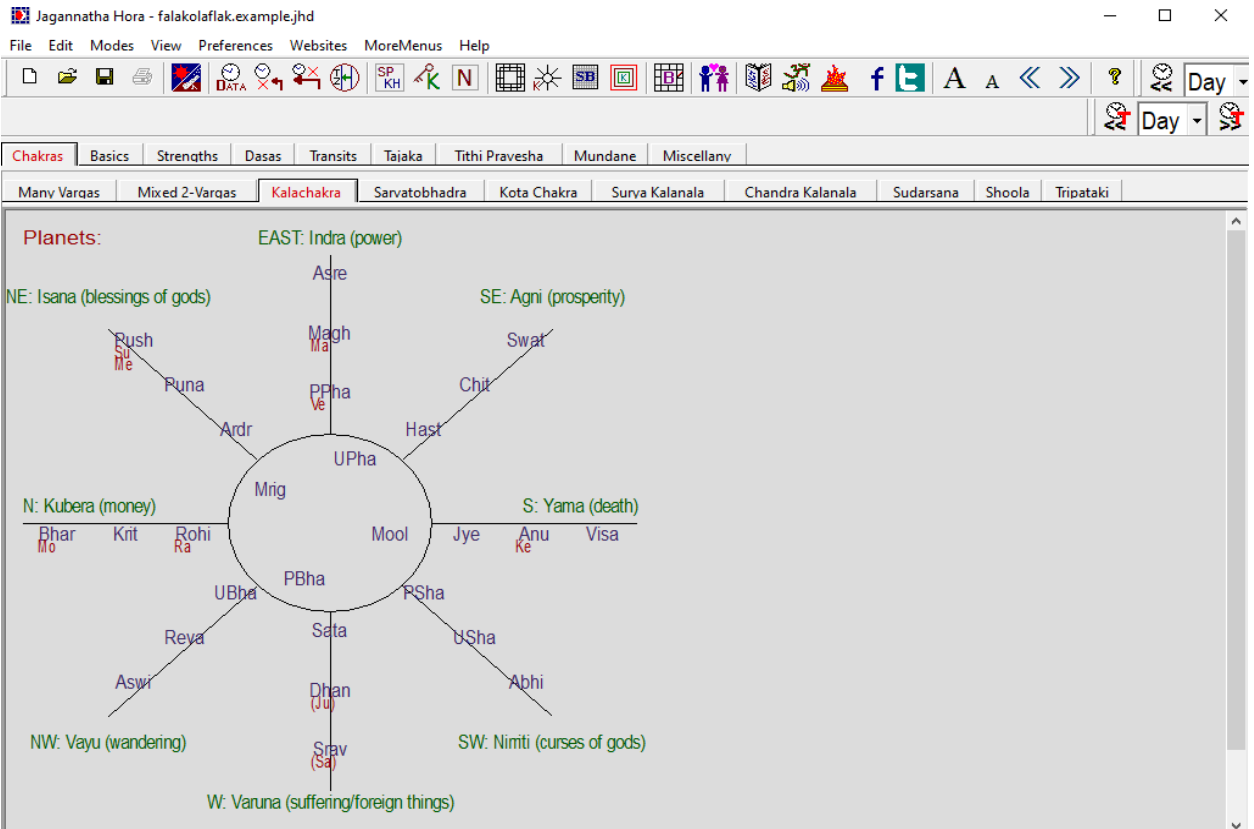 Jagannatha Hora - falakolaflak.example.jhd
File Edit Modes View Preferences Websites MoreMenus Help
DATA SP KH K N SB K B f t A A ? Day
Day
Chakras Basics Strengths Dasas Transits Tajaka Tithi Pravesha Mundane Miscellany
Many Vargas Mixed 2-Vargas Kalachakra Sarvatobhadra Kota Chakra Surya Kalanala Chandra Kalanala Sudarsana Shoola Tripataki
Planets: EAST: Indra (power)
Asre
NE: Isana (blessings of gods) SE: Agni (prosperity)
Push Magh Swat
Su Ma
Me
Puna PPha Chit
Ve
Ardr Hast
UPha
Mrig
N: Kubera (money) S: Yama (death)
Bhar Krit Rohi Mool Jye Anu Visa
Mo Ra Ke
PBha
UBha PSha
Sata
Reva USha
Aswi Dhan Abhi
(Ju)
NW: Vayu (wandering) Srav SW: Nirriti (curses of gods)
(Sa)
W: Varuna (suffering/foreign things)